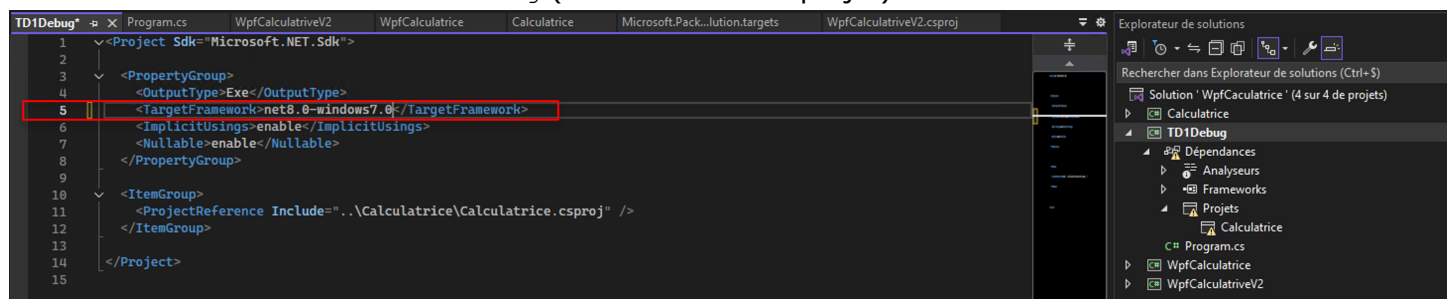 TD1Debug* Program.cs WpfCalculatriveV2 WpfCalculatrice Calculatrice Microsoft.Pack...lution.targets WpfCalculatriveV2.csproj
1 <Project Sdk="Microsoft.NET.Sdk">
2
3 <PropertyGroup>
4 <OutputType>Exe</OutputType>
5 <TargetFramework>net8.0-windows7.0</TargetFramework>
6 <ImplicitUsings>enable</ImplicitUsings>
7 <Nullable>enable</Nullable>
8 </PropertyGroup>
9
10 <ItemGroup>
11 <ProjectReference Include="..\Calculatrice\Calculatrice.csproj" />
12 </ItemGroup>
13
14 </Project>
15
Explorateur de solutions
Rechercher dans Explorateur de solutions (Ctrl+$)
Solution ' WpfCaculatrice ' (4 sur 4 de projets)
C# Calculatrice
C# TD1Debug
Dépendances
Analyseurs
Frameworks
Projets
Calculatrice
C# Program.cs
C# WpfCalculatrice
C# WpfCalculatriveV2